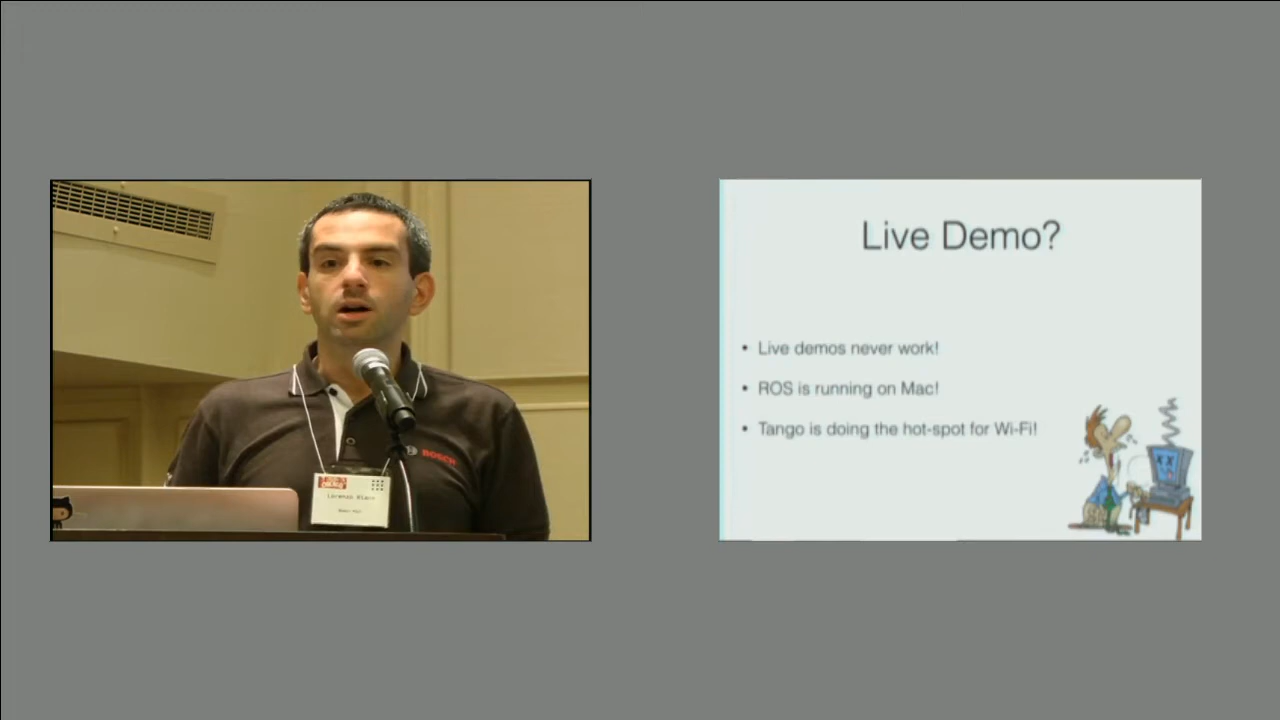 BOSCH
Live Demo?
• Live demos never work!
• ROS is running on Mac!
• Tango is doing the hot-spot for Wi-Fi!